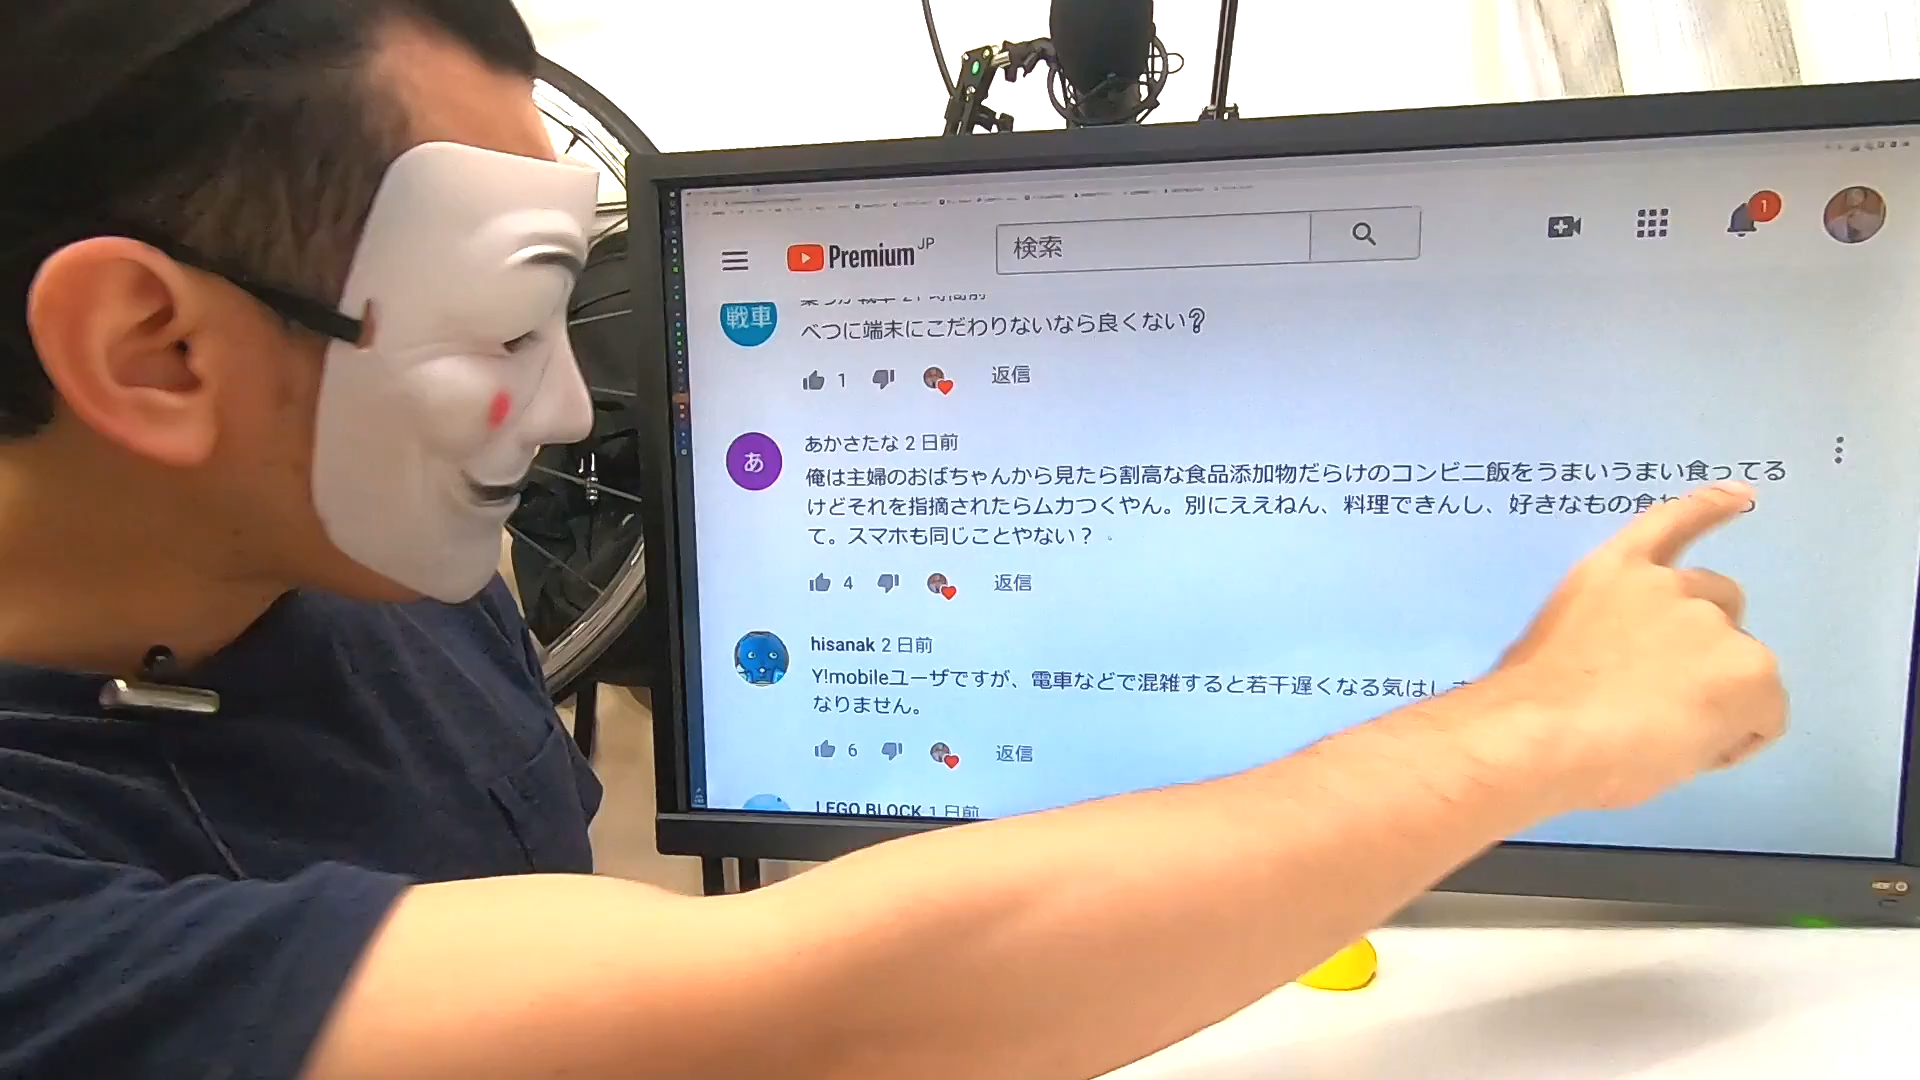 Premium JP
検索
1
戦車
べつに端末にこだわりないなら良くない?
1 返信
あ
あかさたな 2 日前
俺は主婦のおばちゃんから見たら割高な食品添加物だらけのコンビニ飯をうまいうまい食ってる
けどそれを指摘されたらムカつくやん。別にええねん、料理できんし、好きなもの食
て。スマホも同じことやない?
4 返信
hisanak 2 日前
Y!mobileユーザですが、電車などで混雑すると若干遅くなる気はし
なりません。
6 返信
LEGO BLOCK 1 日前